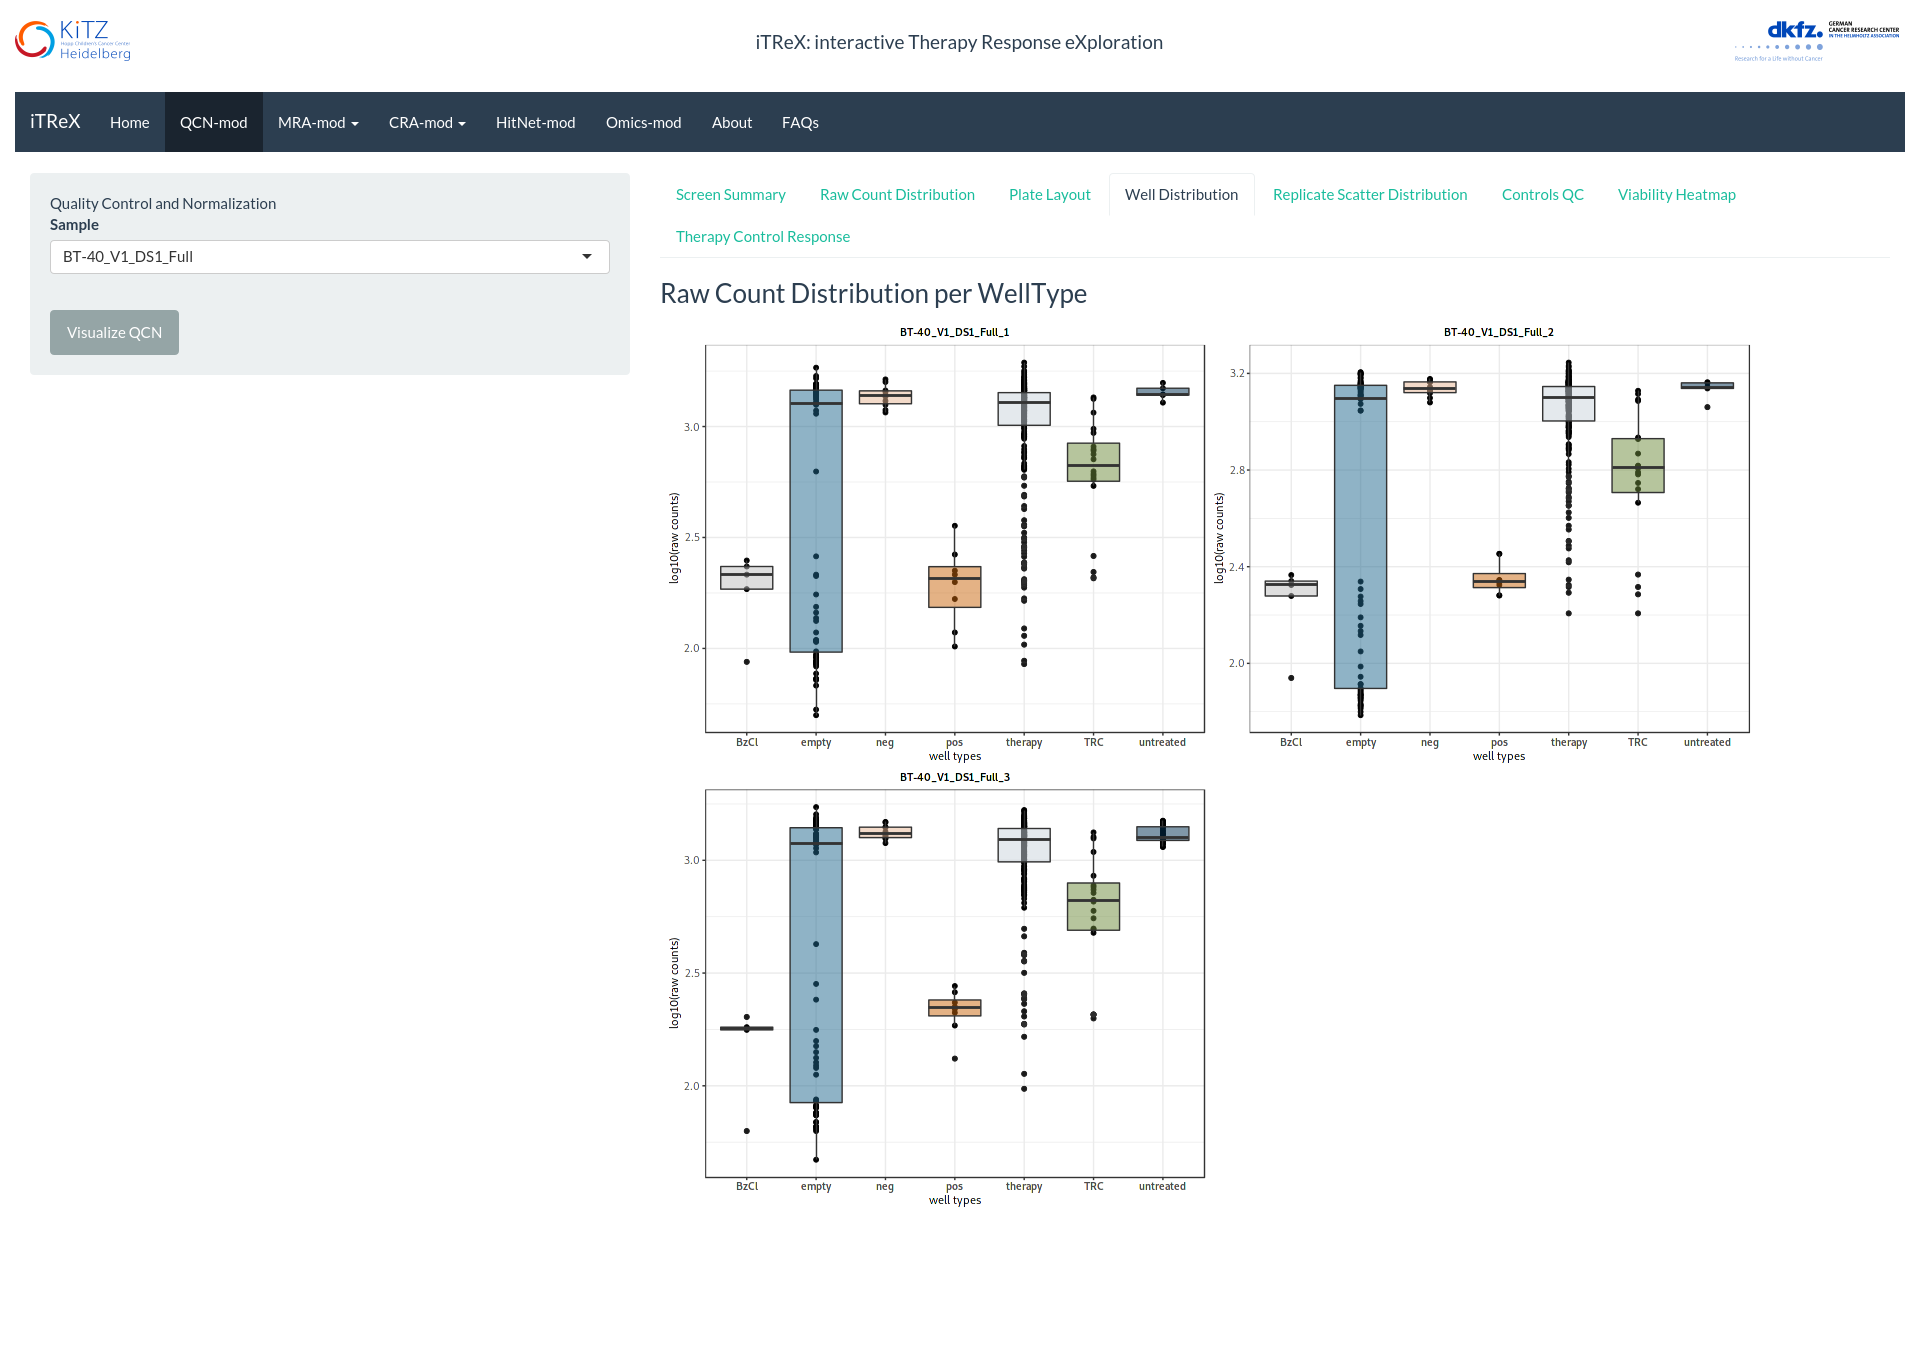 KiTZ
Hopp Children's Cancer Center
Heidelberg
iTReX: interactive Therapy Response eXploration
dkfz.
GERMAN
CANCER RESEARCH CENTER
IN THE HELMHOLTZ ASSOCIATION
Research for a Life without Cancer
iTReX Home QCN-mod MRA-mod CRA-mod HitNet-mod Omics-mod About FAQs
Quality Control and Normalization
Sample
BT-40_V1_DS1_Full
Visualize QCN
Screen Summary Raw Count Distribution Plate Layout Well Distribution Replicate Scatter Distribution Controls QC Viability Heatmap
Therapy Control Response
Raw Count Distribution per WellType
BT-40_V1_DS1_Full_1
log10(raw counts)
3.0
2.5
2.0
BzCl empty neg pos therapy TRC untreated
well types
BT-40_V1_DS1_Full_2
log10(raw counts)
3.2
2.8
2.4
2.0
BzCl empty neg pos therapy TRC untreated
well types
BT-40_V1_DS1_Full_3
log10(raw counts)
3.0
2.5
2.0
BzCl empty neg pos therapy TRC untreated
well types